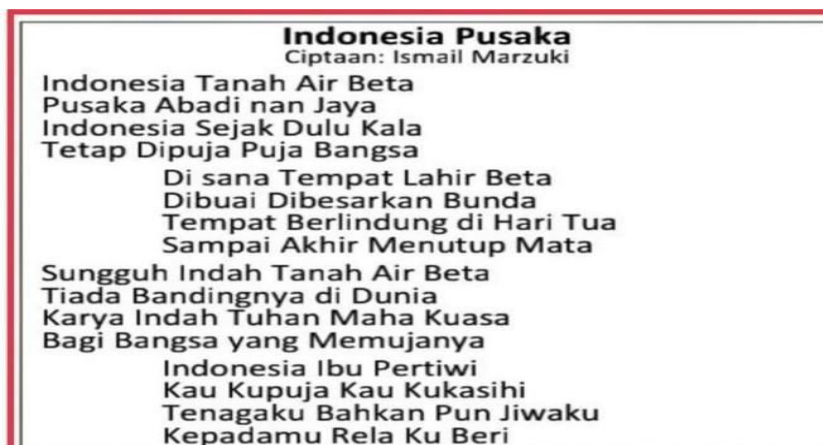 Indonesia Pusaka
Ciptaan: Ismail Marzuki
Indonesia Tanah Air Beta
Pusaka Abadi nan Jaya
Indonesia Sejak Dulu Kala
Tetap Dipuja Puja Bangsa
Di sana Tempat Lahir Beta
Dibuai Dibesarkan Bunda
Tempat Berlindung di Hari Tua
Sampai Akhir Menutup Mata
Sungguh Indah Tanah Air Beta
Tiada Bandingnya di Dunia
Karya Indah Tuhan Maha Kuasa
Bagi Bangsa yang Memujanya
Indonesia Ibu Pertiwi
Kau Kupuja Kau Kukasihi
Tenagaku Bahkan Pun Jiwaku
Kepadamu Rela Ku Beri